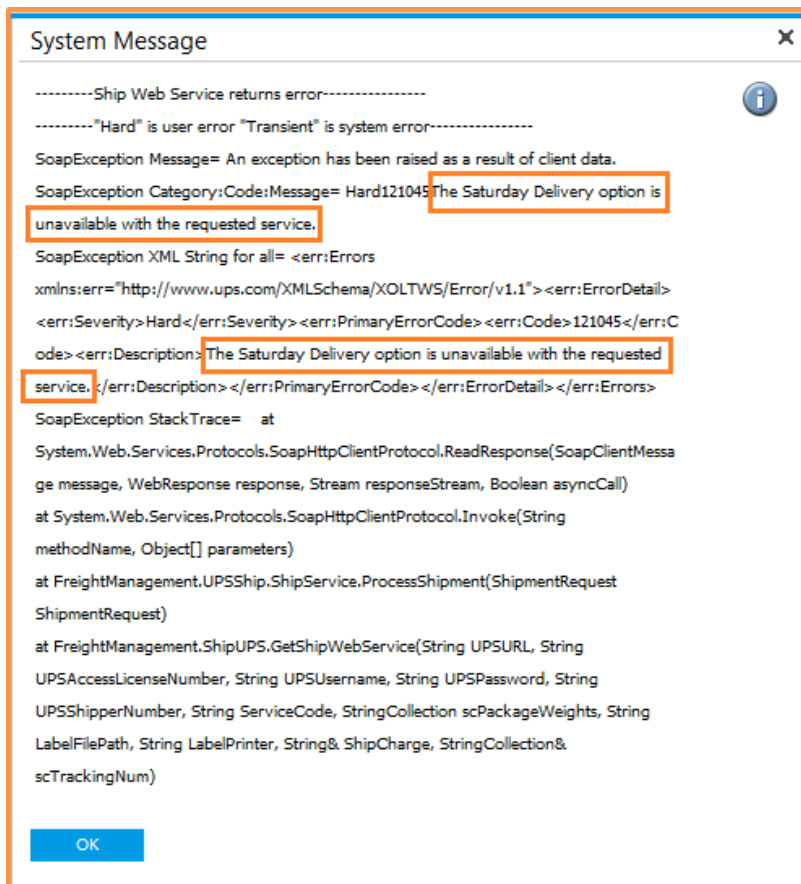 System Message
---------Ship Web Service returns error----------------
---------"Hard" is user error "Transient" is system error----------------
SoapException Message= An exception has been raised as a result of client data.
SoapException Category:Code:Message= Hard121045The Saturday Delivery option is
unavailable with the requested service.
SoapException XML String for all= <err:Errors
xmlns:err="http://www.ups.com/XMLSchema/XOLTWS/Error/v1.1"><err:ErrorDetail>
<err:Severity>Hard</err:Severity><err:PrimaryErrorCode><err:Code>121045</err:C
ode><err:Description>The Saturday Delivery option is unavailable with the requested
service.</err:Description></err:PrimaryErrorCode></err:ErrorDetail></err:Errors>
SoapException StackTrace=   at
System.Web.Services.Protocols.SoapHttpClientProtocol.ReadResponse(SoapClientMessa
ge message, WebResponse response, Stream responseStream, Boolean asyncCall)
at System.Web.Services.Protocols.SoapHttpClientProtocol.Invoke(String
methodName, Object[] parameters)
at FreightManagement.UPSShip.ShipService.ProcessShipment(ShipmentRequest
ShipmentRequest)
at FreightManagement.ShipUPS.GetShipWebService(String UPSURL, String
UPSAccessLicenseNumber, String UPSUsername, String UPSPassword, String
UPSShipperNumber, String ServiceCode, StringCollection scPackageWeights, String
LabelFilePath, String LabelPrinter, String& ShipCharge, StringCollection&
scTrackingNum)
OK